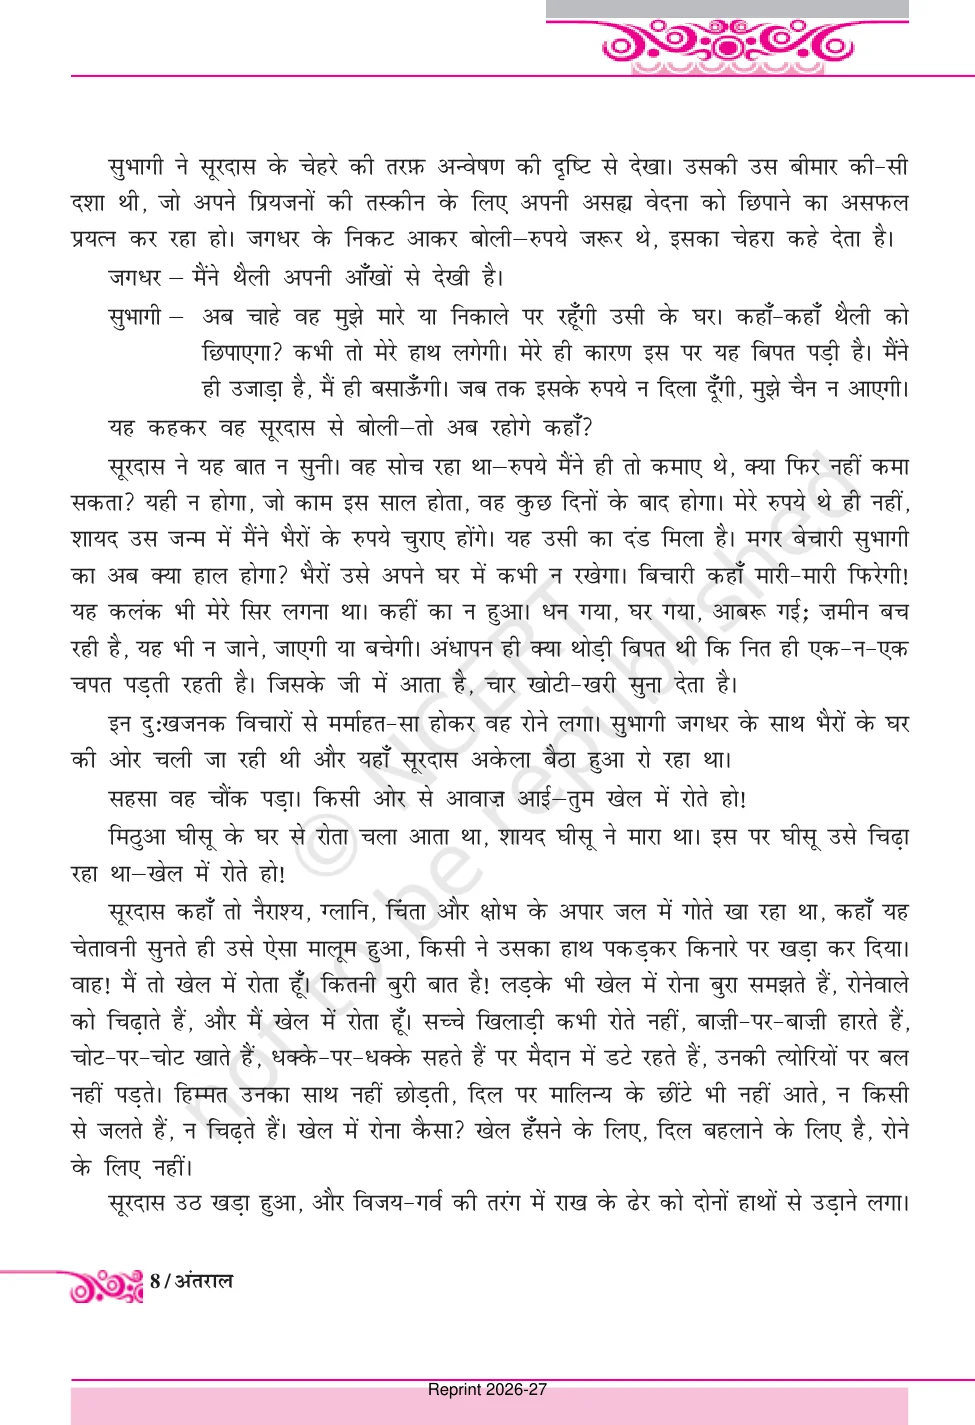 सुभागी ने सूरदास के चेहरे की तरफ़ अन्वेषण की दृष्टि से देखा। उसकी उस बीमार की-सी
दशा थी, जो अपने प्रियजनों की तस्कीन के लिए अपनी असह्य वेदना को छिपाने का असफल
प्रयत्न कर रहा हो। जगधर के निकट आकर बोली–रुपये जरूर थे, इसका चेहरा कहे देता है।
जगधर – मैंने थैली अपनी आँखों से देखी है।
सुभागी – अब चाहे वह मुझे मारे या निकाले पर रहूँगी उसी के घर। कहाँ-कहाँ थैली को
छिपाएगा? कभी तो मेरे हाथ लगेगी। मेरे ही कारण इस पर यह बिपत पड़ी है। मैंने
ही उजाड़ा है, मैं ही बसाऊँगी। जब तक इसके रुपये न दिला दूँगी, मुझे चैन न आएगी।
यह कहकर वह सूरदास से बोली–तो अब रहोगे कहाँ?
सूरदास ने यह बात न सुनी। वह सोच रहा था–रुपये मैंने ही तो कमाए थे, क्या फिर नहीं कमा
सकता? यही न होगा, जो काम इस साल होता, वह कुछ दिनों के बाद होगा। मेरे रुपये थे ही नहीं,
शायद उस जन्म में मैंने भैरों के रुपये चुराए होंगे। यह उसी का दंड मिला है। मगर बेचारी सुभागी
का अब क्या हाल होगा? भैरों उसे अपने घर में कभी न रखेगा। बिचारी कहाँ मारी-मारी फिरेगी!
यह कलंक भी मेरे सिर लगना था। कहीं का न हुआ। धन गया, घर गया, आबरू गई; ज़मीन बच
रही है, यह भी न जाने, जाएगी या बचेगी। अंधापन ही क्या थोड़ी बिपत थी कि नित ही एक-न-एक
चपत पड़ती रहती है। जिसके जी में आता है, चार खोटी-खरी सुना देता है।
इन दुःखजनक विचारों से मर्माहत-सा होकर वह रोने लगा। सुभागी जगधर के साथ भैरों के घर
की ओर चली जा रही थी और यहाँ सूरदास अकेला बैठा हुआ रो रहा था।
सहसा वह चौंक पड़ा। किसी ओर से आवाज़ आई–तुम खेल में रोते हो!
मिठुआ घीसू के घर से रोता चला आता था, शायद घीसू ने मारा था। इस पर घीसू उसे चिढ़ा
रहा था–खेल में रोते हो!
सूरदास कहाँ तो नैराश्य, ग्लानि, चिंता और क्षोभ के अपार जल में गोते खा रहा था, कहाँ यह
चेतावनी सुनते ही उसे ऐसा मालूम हुआ, किसी ने उसका हाथ पकड़कर किनारे पर खड़ा कर दिया।
वाह! मैं तो खेल में रोता हूँ। कितनी बुरी बात है! लड़के भी खेल में रोना बुरा समझते हैं, रोनेवाले
को चिढ़ाते हैं, और मैं खेल में रोता हूँ। सच्चे खिलाड़ी कभी रोते नहीं, बाज़ी-पर-बाज़ी हारते हैं,
चोट-पर-चोट खाते हैं, धक्के-पर-धक्के सहते हैं पर मैदान में डटे रहते हैं, उनकी त्योरियों पर बल
नहीं पड़ते। हिम्मत उनका साथ नहीं छोड़ती, दिल पर मालिन्य के छींटे भी नहीं आते, न किसी
से जलते हैं, न चिढ़ते हैं। खेल में रोना कैसा? खेल हँसने के लिए, दिल बहलाने के लिए है, रोने
के लिए नहीं।
सूरदास उठ खड़ा हुआ, और विजय-गर्व की तरंग में राख के ढेर को दोनों हाथों से उड़ाने लगा।
© NCERT
not to be republished
8/अंतराल
Reprint 2026-27